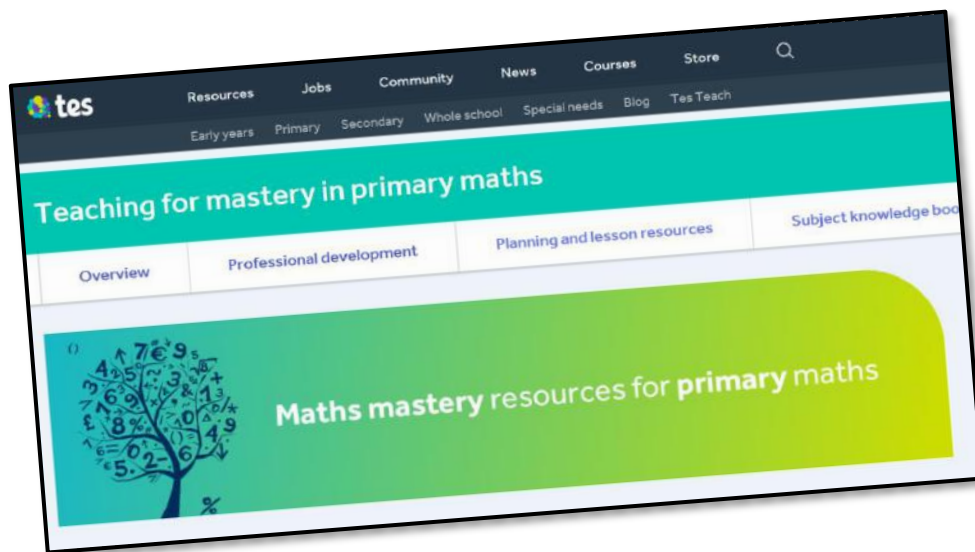 tes
Resources Jobs Community News Courses Store
Early years Primary Secondary Whole school Special needs Blog Tes Teach
Teaching for mastery in primary maths
Overview Professional development Planning and lesson resources Subject knowledge boo
Maths mastery resources for primary maths